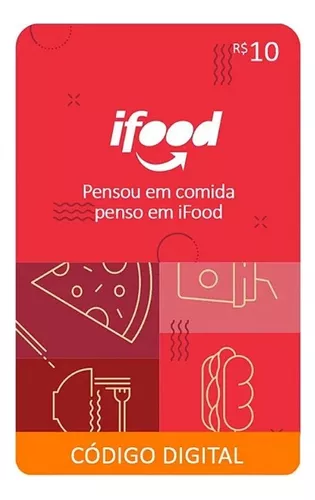 R$10
ifood
Pensou em comida
penso em iFood
CÓDIGO DIGITAL